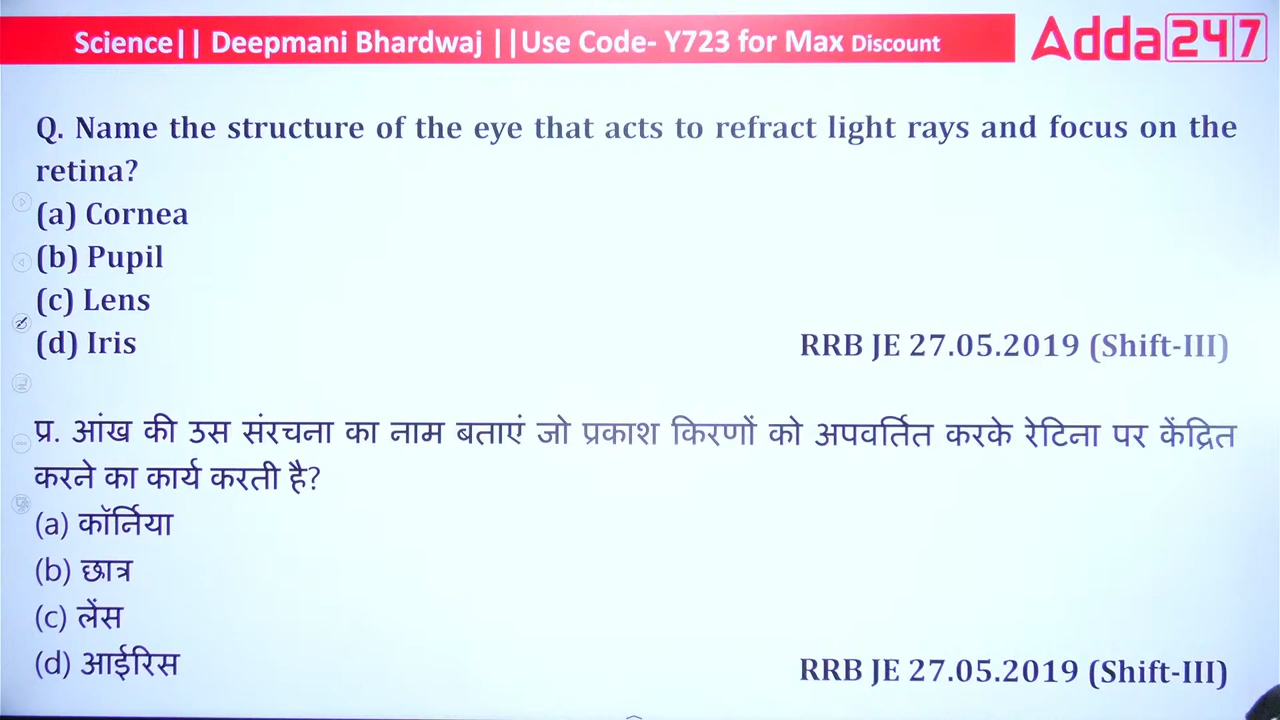 Science|| Deepmani Bhardwaj ||Use Code- Y723 for Max Discount
Adda247
Q. Name the structure of the eye that acts to refract light rays and focus on the
retina?
(a) Cornea
(b) Pupil
(c) Lens
(d) Iris
RRB JE 27.05.2019 (Shift-III)
प्र. आंख की उस संरचना का नाम बताएं जो प्रकाश किरणों को अपवर्तित करके रेटिना पर केंद्रित
करने का कार्य करती है?
(a) कॉर्निया
(b) छात्र
(c) लेंस
(d) आईरिस
RRB JE 27.05.2019 (Shift-III)